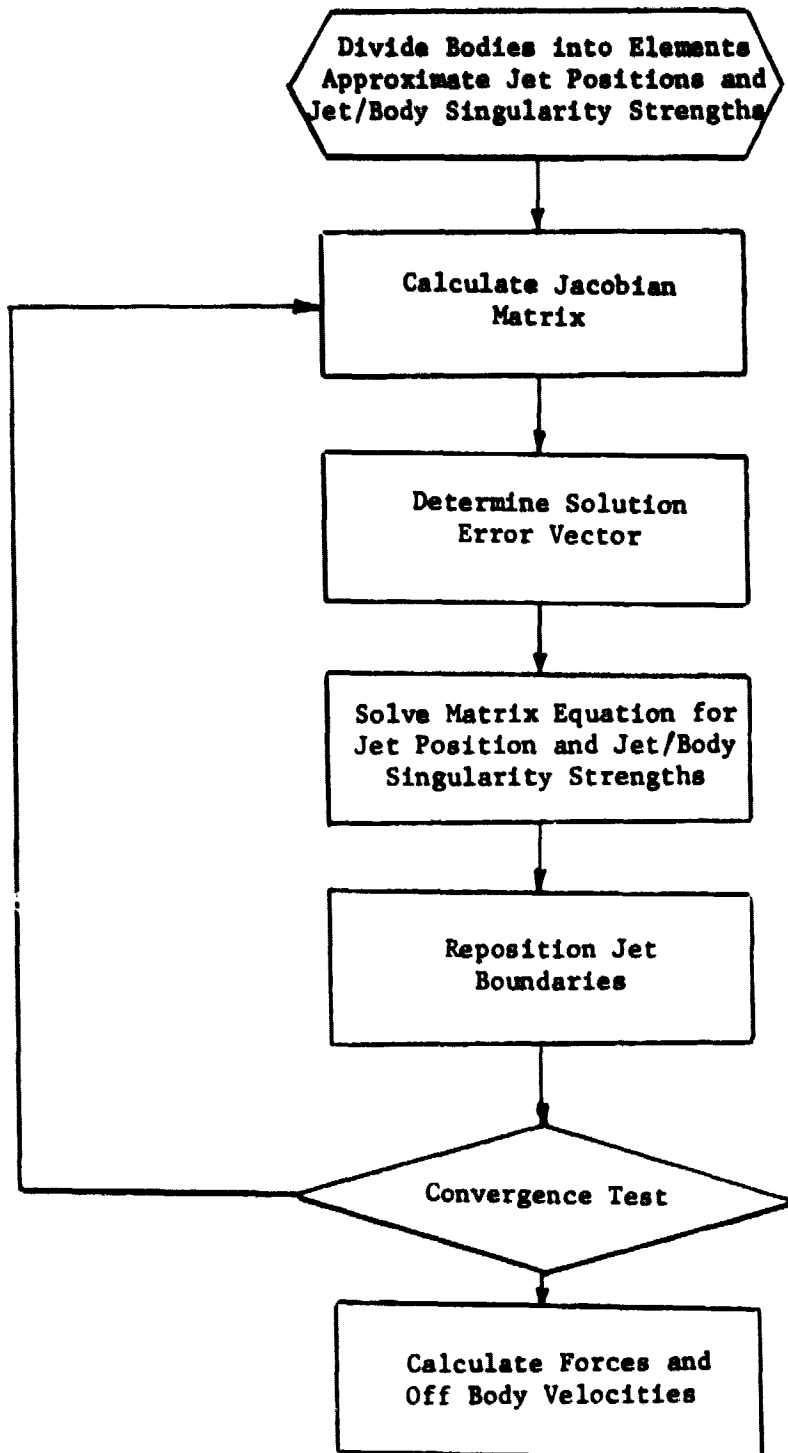 Divide Bodies into Elements
Approximate Jet Positions and
Jet/Body Singularity Strengths
Calculate Jacobian
Matrix
Determine Solution
Error Vector
Solve Matrix Equation for
Jet Position and Jet/Body
Singularity Strengths
Reposition Jet
Boundaries
Convergence Test
Calculate Forces and
Off Body Velocities